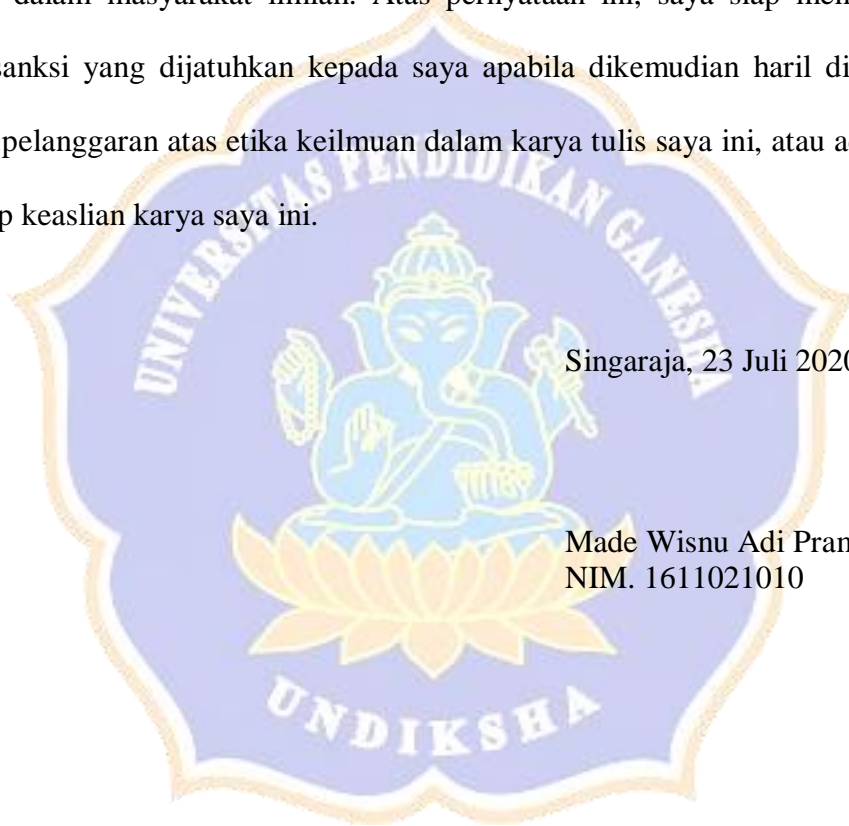 dalam masyarakat ilmiah. Atas pernyataan ini, saya siap men
sanksi yang dijatuhkan kepada saya apabila dikemudian haril di
pelanggaran atas etika keilmuan dalam karya tulis saya ini, atau a
p keaslian karya saya ini.
UNIVERSITAS PENDIDIKAN GANESHA
Singaraja, 23 Juli 2020
Made Wisnu Adi Pran
NIM. 1611021010
UNDIKSHA